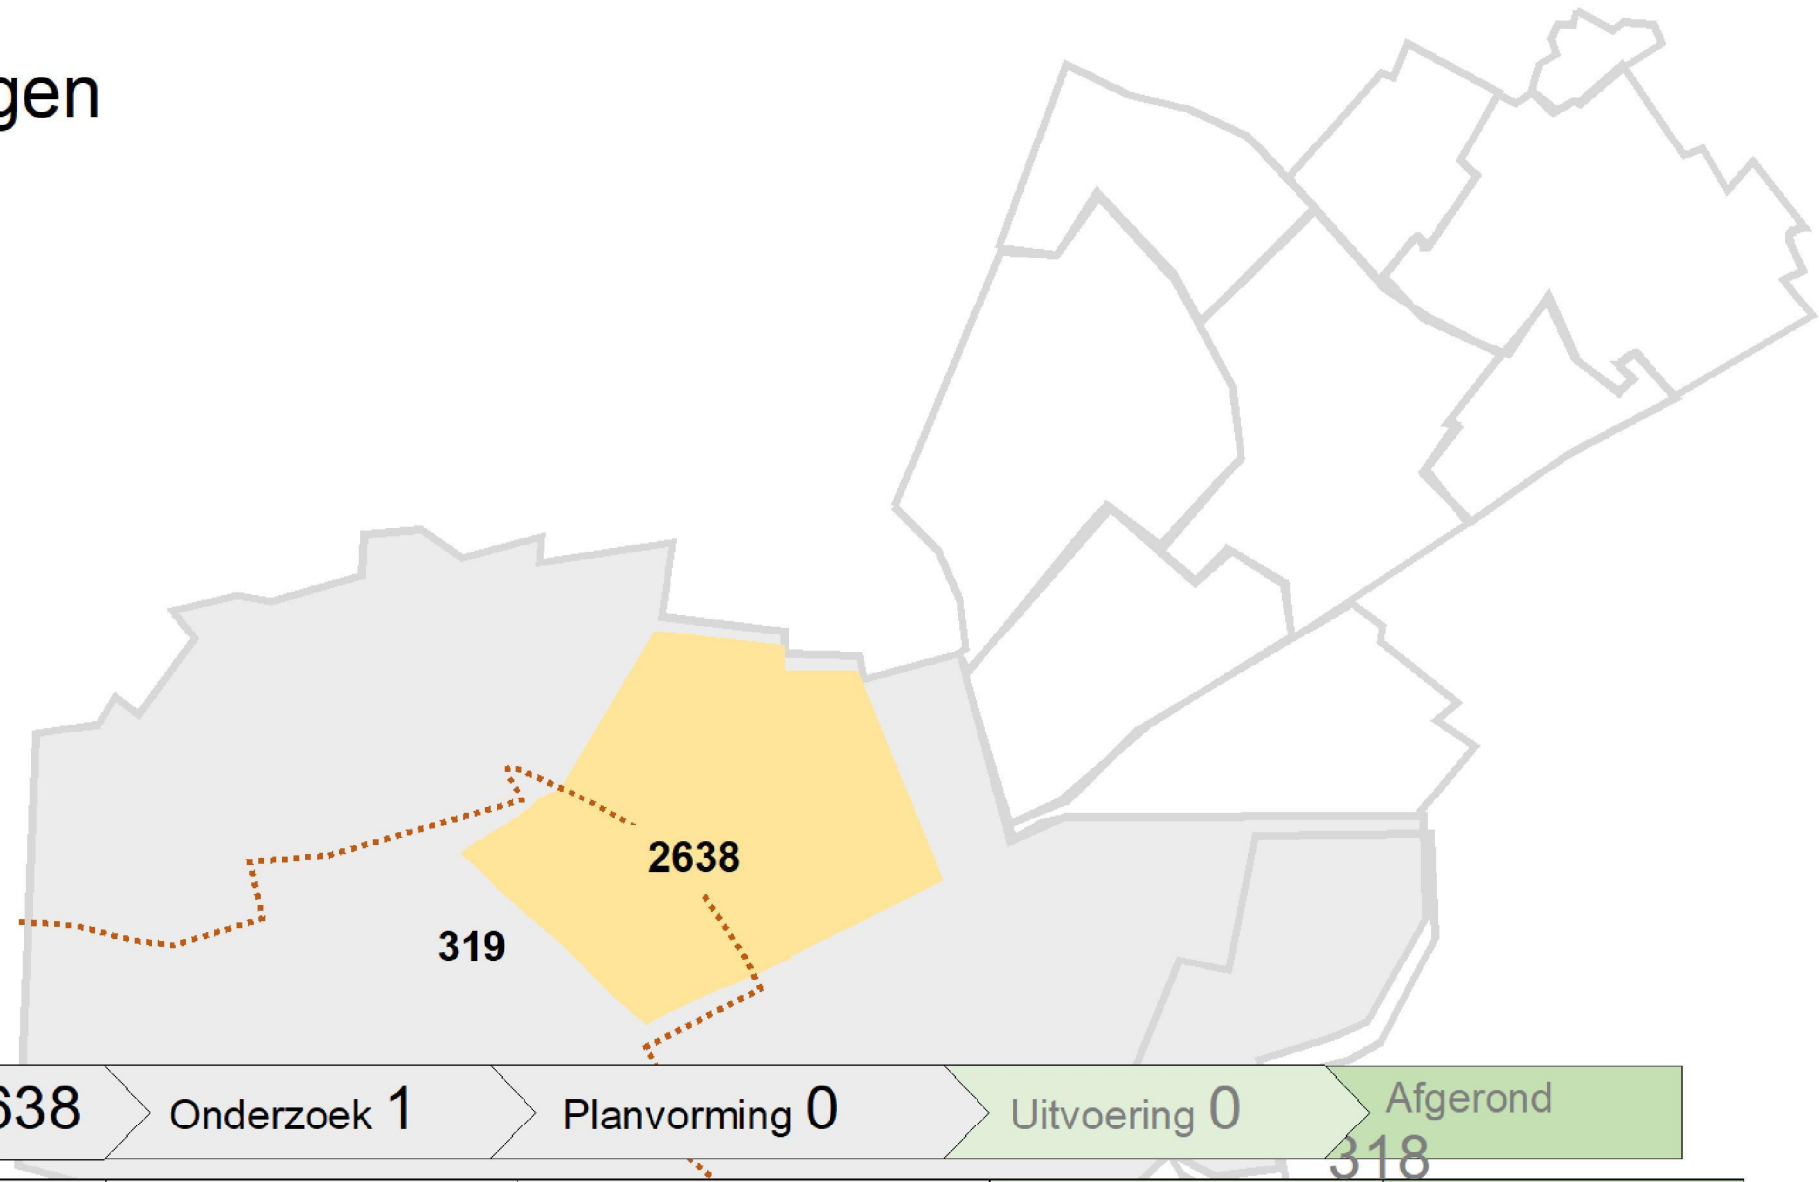 gen
2638
319
638 Onderzoek 1 Planvorming 0 Uitvoering 0 Afgerond
318